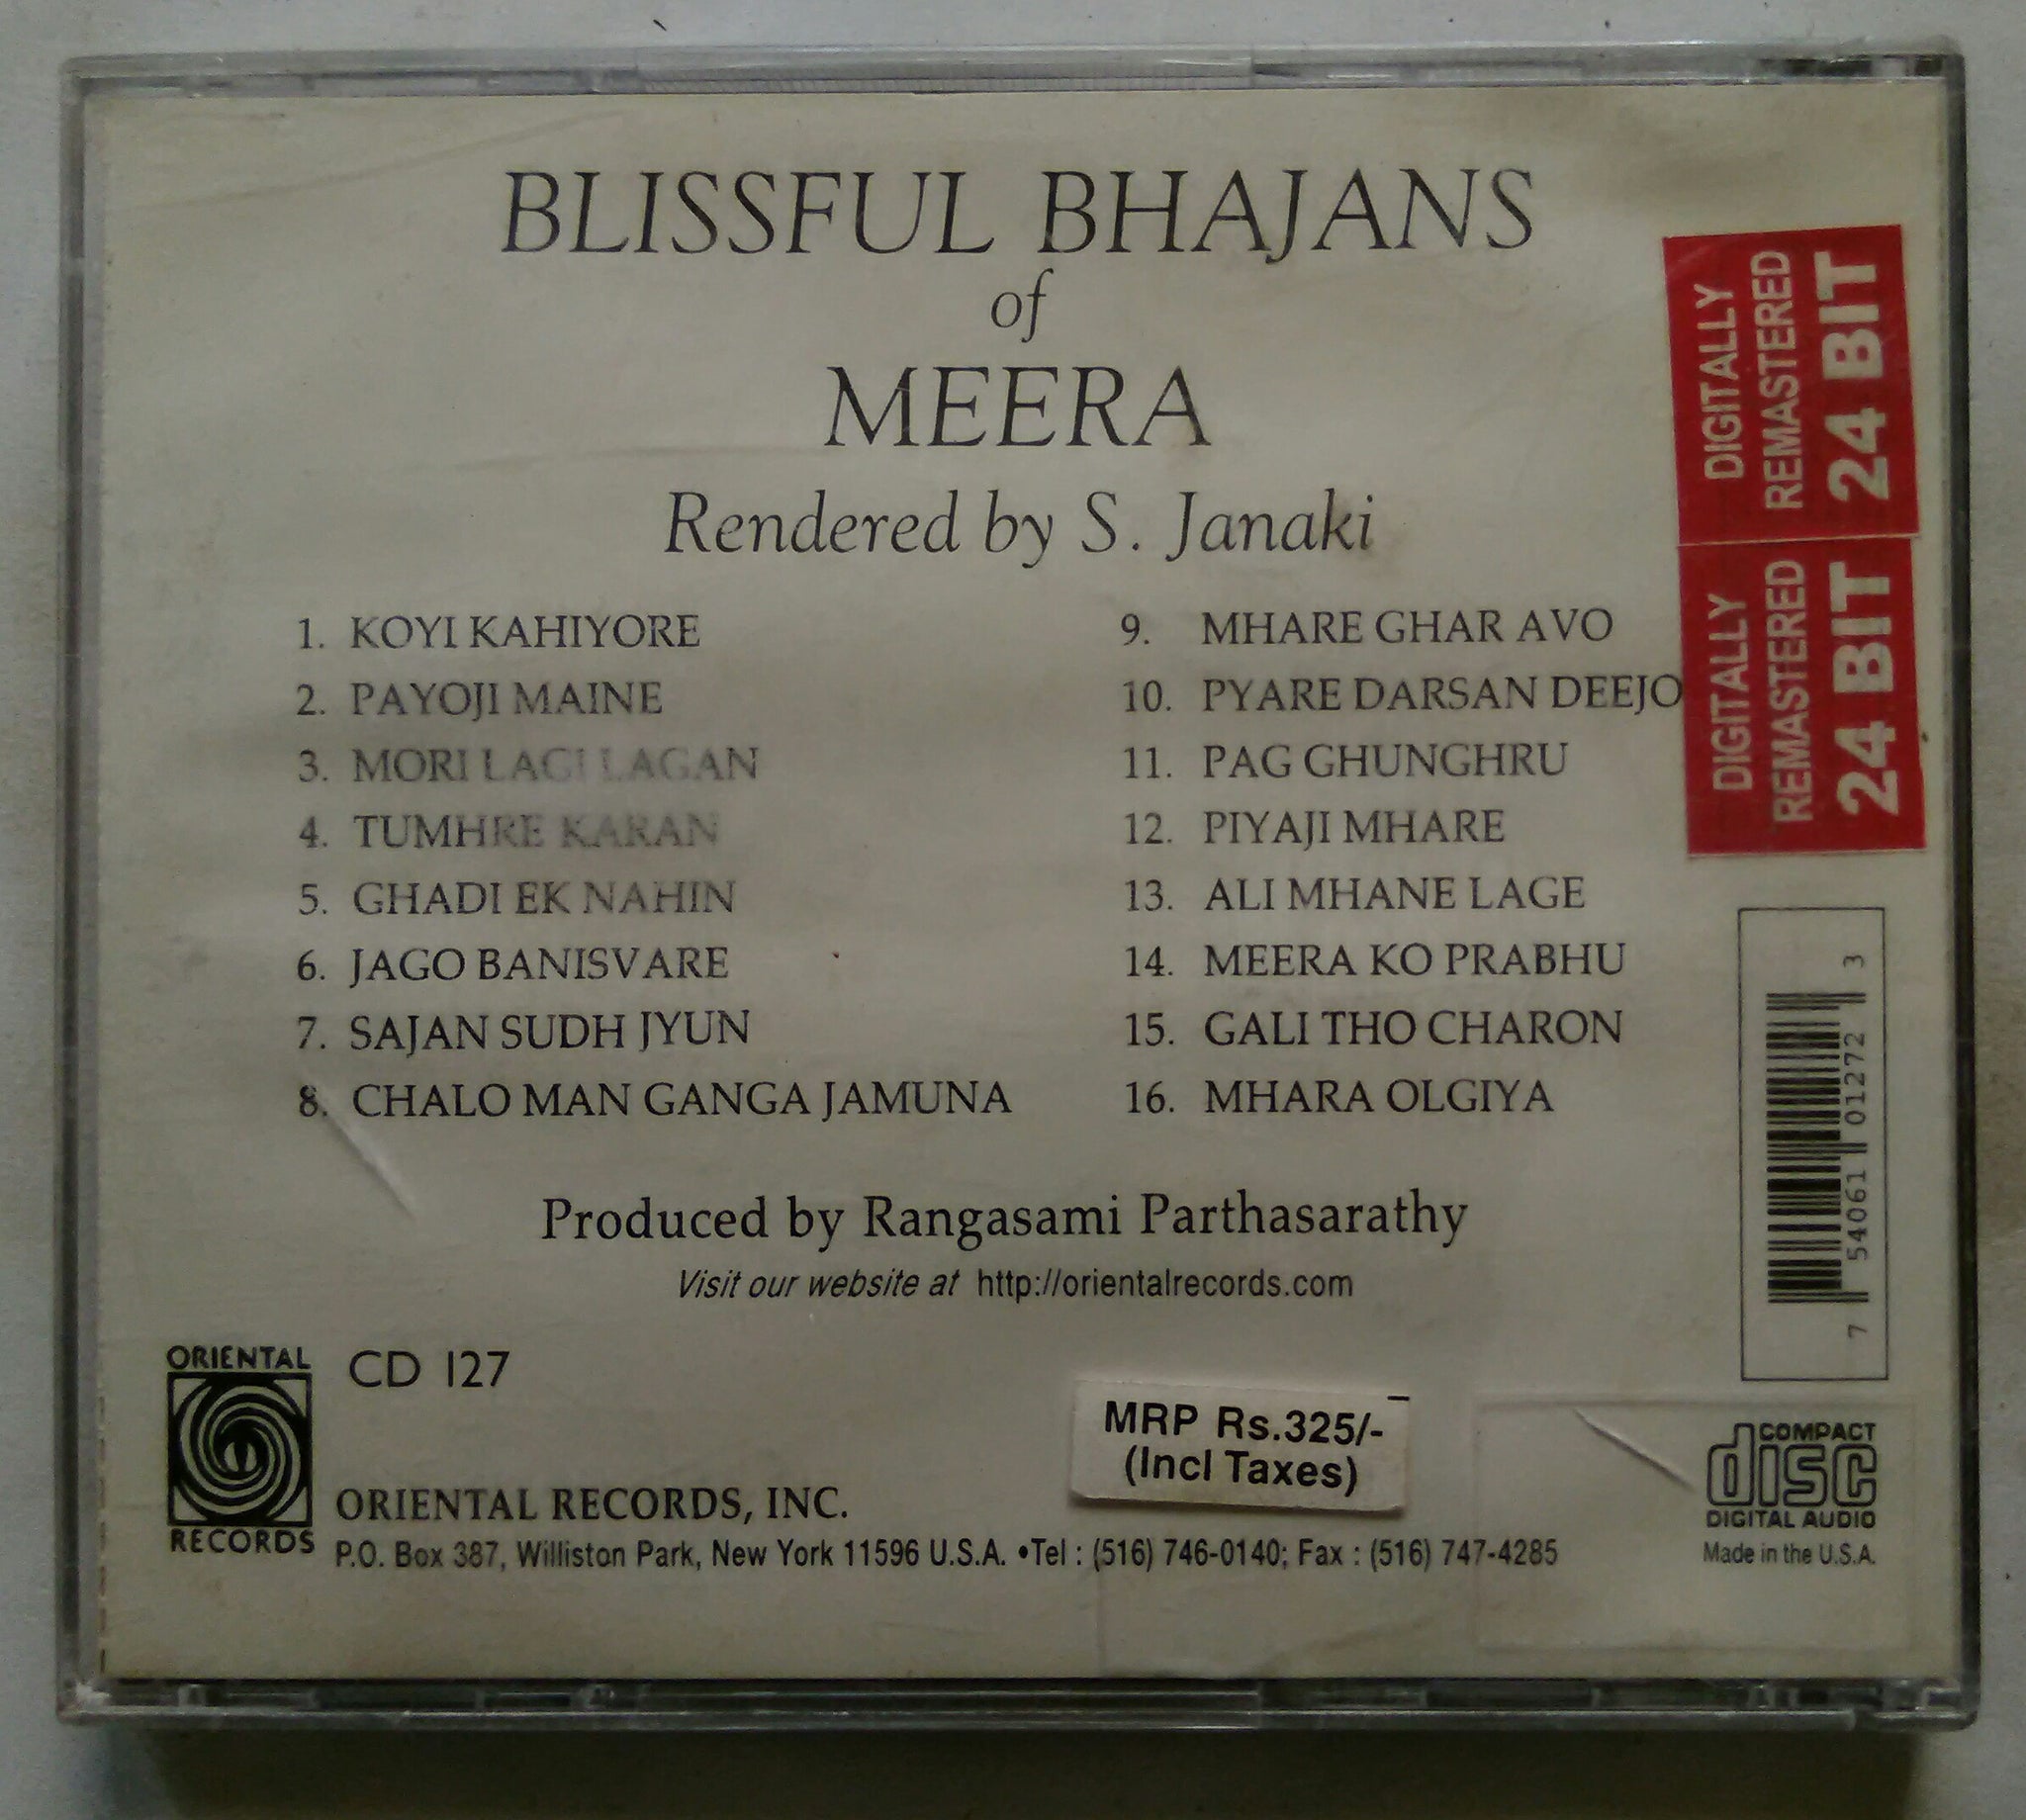 BLISSFUL BHAJANS
of
MEERA
Rendered by S. Janaki
1. KOYI KAHIYORE
2. PAYOJI MAINE
3. MORI LAGI LAGAN
4. TUMHRE KARAN
5. GHADI EK NAHIN
6. JAGO BANISVARE
7. SAJAN SUDH JYUN
8. CHALO MAN GANGA JAMUNA
9. MHARE GHAR AVO
10. PYARE DARSAN DEEJO
11. PAG GHUNGHRU
12. PIYAJI MHARE
13. ALI MHANE LAGE
14. MEERA KO PRABHU
15. GALI THO CHARON
16. MHARA OLGIYA
DIGITALLY
REMASTERED
24 BIT
DIGITALLY
REMASTERED
24 BIT
7 54061 01272 3
Produced by Rangasami Parthasarathy
Visit our website at http://orientalrecords.com
ORIENTAL
RECORDS
CD 127
MRP Rs.325/-
(Incl Taxes)
ORIENTAL RECORDS, INC.
P.O. Box 387, Williston Park, New York 11596 U.S.A. •Tel : (516) 746-0140; Fax : (516) 747-4285
COMPACT
disc
DIGITAL AUDIO
Made in the U.S.A.